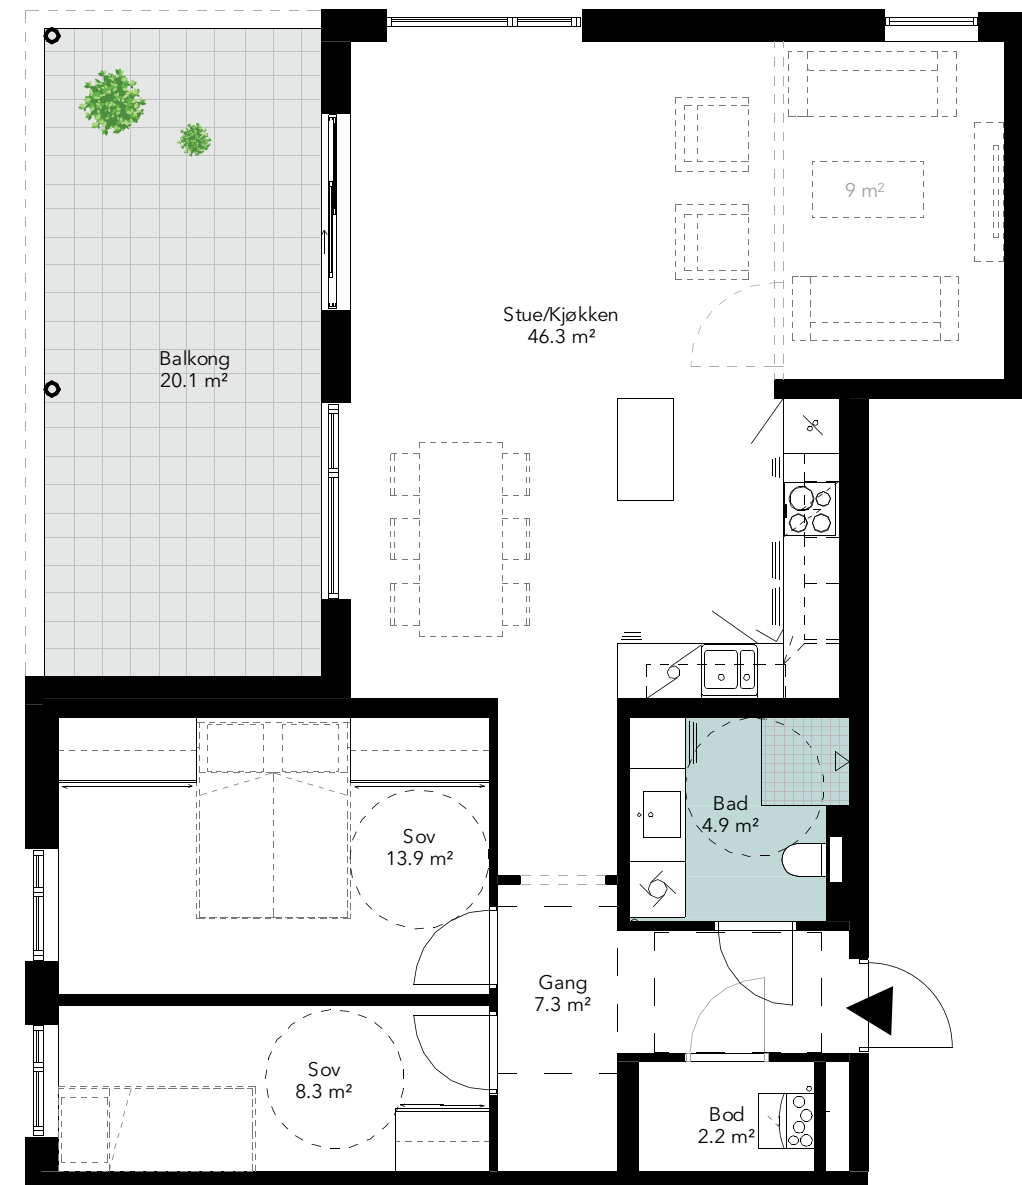 9 m²
Stue/Kjøkken
46.3 m²
Balkong
20.1 m²
Sov
13.9 m²
Bad
4.9 m²
Gang
7.3 m²
Sov
8.3 m²
Bod
2.2 m²